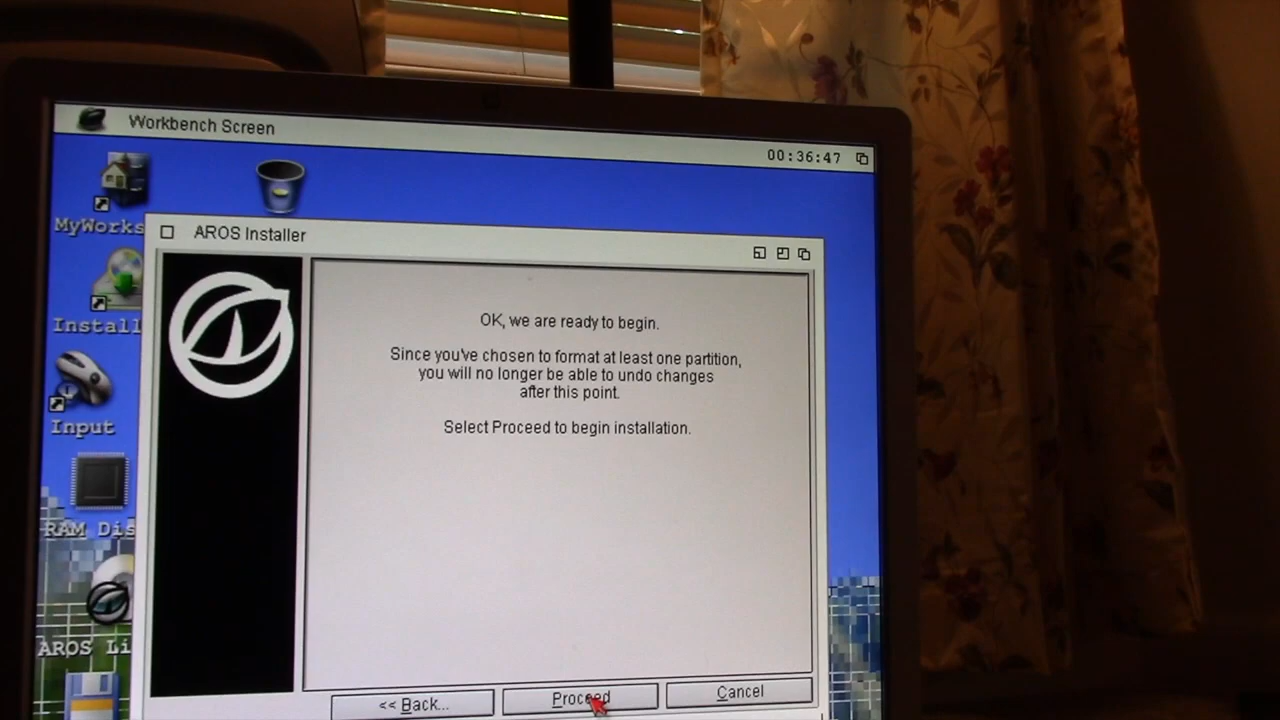 Workbench Screen
00:36:47
MyWorks
AROS Installer
Install
Input
RAM Dis
AROS Li
OK, we are ready to begin.
Since you've chosen to format at least one partition,
you will no longer be able to undo changes
after this point.
Select Proceed to begin installation.
<< Back...
Proceed
Cancel